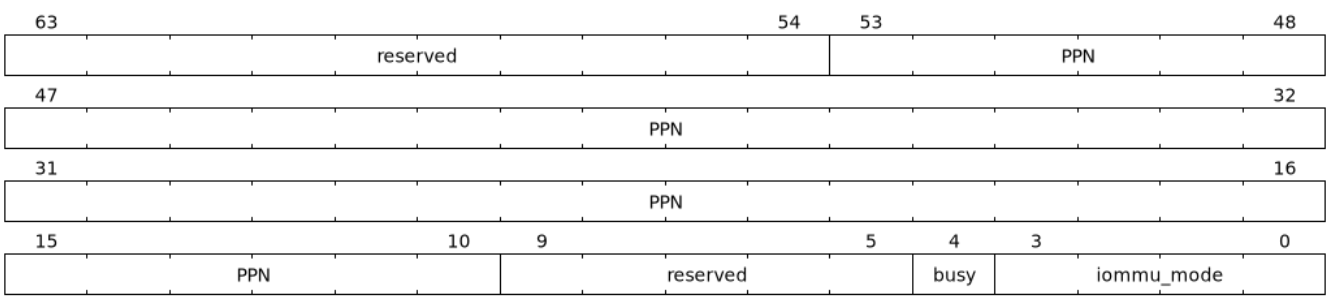 63 54 53 48
reserved PPN
47 32
PPN
31 16
PPN
15 10 9 5 4 3 0
PPN reserved busy iommu_mode